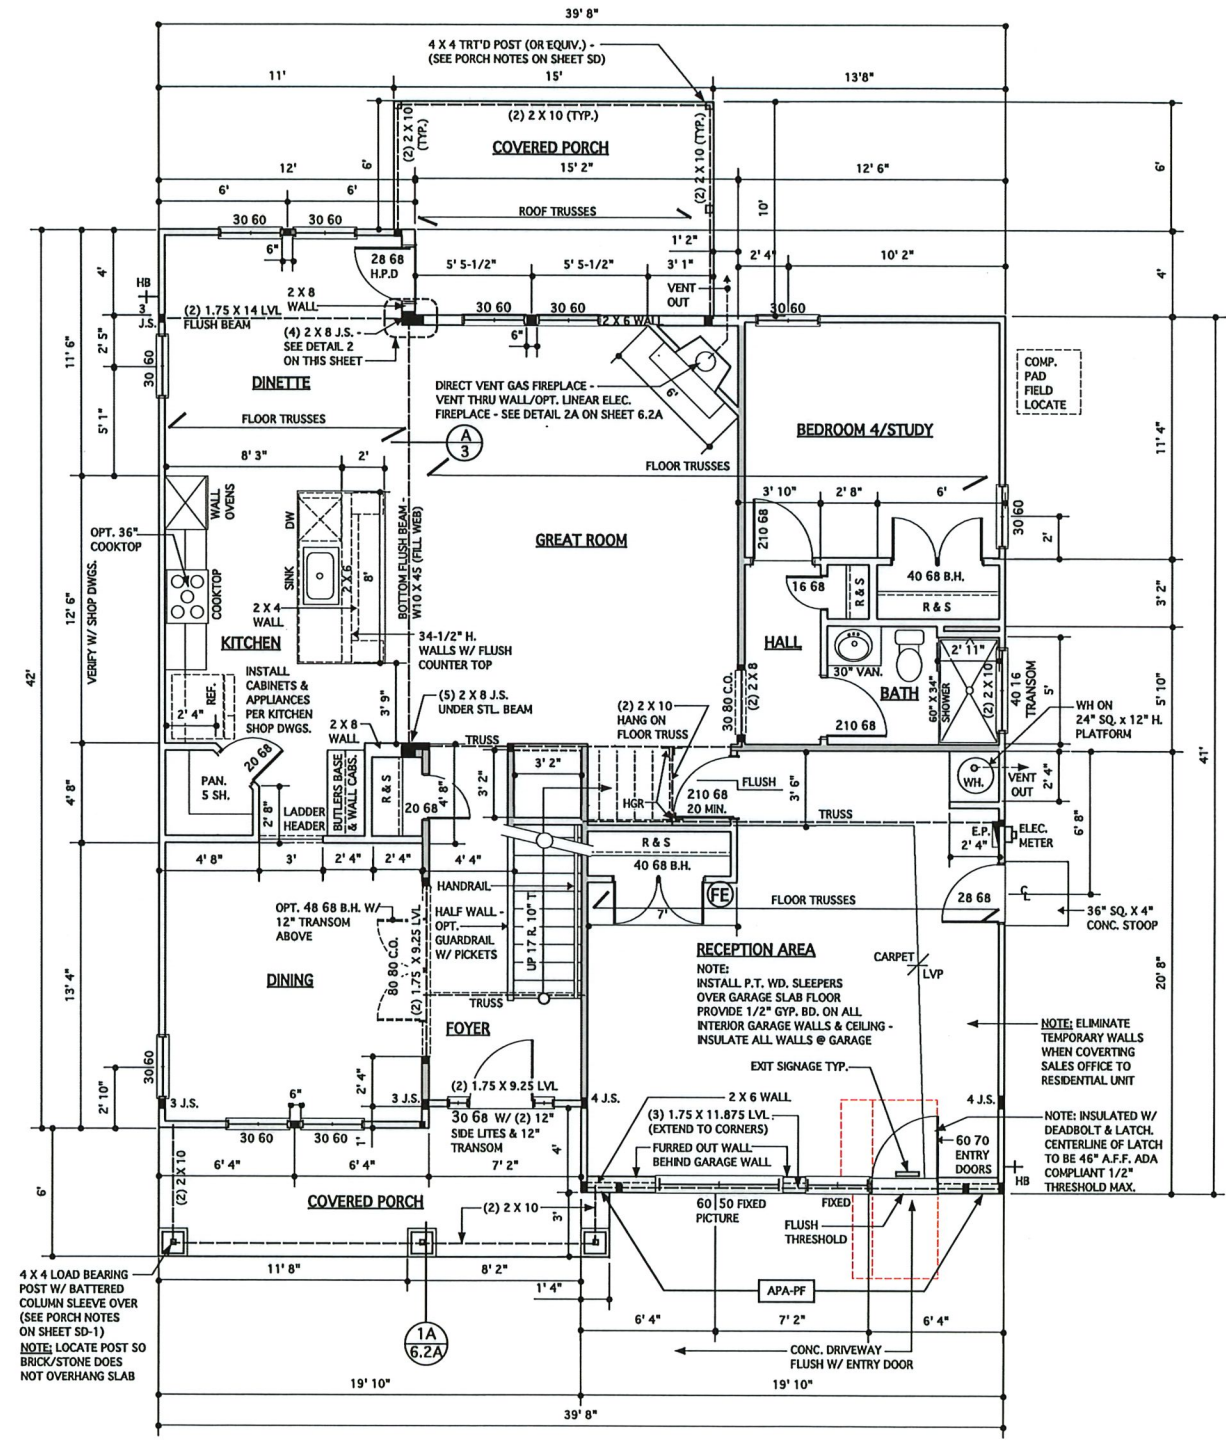 39' 8"
4 X 4 TRT'D POST (OR EQUIV.) -
(SEE PORCH NOTES ON SHEET SD)
11'
15'
13'8"
(2) 2 X 10
(TYP.)
(2) 2 X 10 (TYP.)
COVERED PORCH
(2) 2 X 10 (TYP.)
6'
6'
12'
15' 2"
12' 6"
6'
6'
10'
ROOF TRUSSES
30 60
30 60
6"
28 68
H.P.D
1' 2"
5' 5-1/2"
5' 5-1/2"
3' 1"
2' 4"
10' 2"
4'
4'
HB
3
J.S.
(2) 1.75 X 14 LVL
FLUSH BEAM
2 X 8
WALL
VENT
OUT
30 60
30 60
2 X 6 WALL
30 60
6"
(4) 2 X 8 J.S.
SEE DETAIL 2
ON THIS SHEET
11' 6"
2' 5"
30 60
5' 1"
DINETTE
DIRECT VENT GAS FIREPLACE -
VENT THRU WALL/OPT. LINEAR ELEC.
FIREPLACE - SEE DETAIL 2A ON SHEET 6.2A
6'
COMP.
PAD
FIELD
LOCATE
FLOOR TRUSSES
A
3
BEDROOM 4/STUDY
11' 4"
8' 3"
2'
FLOOR TRUSSES
WALL
OVENS
DW
3' 10"
2' 8"
6'
OPT. 36"
COOKTOP
BOTTOM FLUSH BEAM -
W10 X 45 (FILL WEB)
GREAT ROOM
210 68
30 60
2'
COOKTOP
SINK
2 X 6
8'
16 68
R & S
40 68 B.H.
R & S
3' 2"
12' 6"
VERIFY W/ SHOP DWGS.
2 X 4
WALL
34-1/2" H.
WALLS W/ FLUSH
COUNTER TOP
KITCHEN
HALL
30" VAN.
BATH
2' 11"
60" X 34"
SHOWER
(2) 2 X 10
40 16
TRANSOM
5'
5' 10"
42'
41'
INSTALL
CABINETS &
APPLIANCES
PER KITCHEN
SHOP DWGS.
REF.
2' 4"
3' 9"
(5) 2 X 8 J.S.
UNDER STL. BEAM
(2) 2 X 10
HANG ON
FLOOR TRUST
30 80 C.O.
(2) 2 X 8
210 68
WH ON
24" SQ. x 12" H.
PLATFORM
2 X 8
WALL
TRUSS
20 68
PAN.
5 SH.
BUTLERS BASE
& WALL CABS.
R & S
20 68
4' 8"
3' 2"
3' 2"
FLUSH
3' 6"
WH.
VENT
OUT
2' 4"
4' 8"
2' 8"
LADDER
HEADER
HGR
210 68
20 MIN.
TRUSS
E.P.
ELEC.
METER
2' 4"
6' 8"
R & S
40 68 B.H.
4' 8"
3'
2' 4"
2' 4"
4' 4"
HANDRAIL
FE
7'
FLOOR TRUSSES
28 68
CL
36" SQ. X 4"
CONC. STOOP
OPT. 48 68 B.H. W/
12" TRANSOM
ABOVE
80 80 C.O.
(2) 1.75 X 9.25 LVL
HALF WALL -
OPT.
GUARDRAIL
W/ PICKETS
UP 17 R. 10" T
RECEPTION AREA
CARPET
LVP
NOTE:
INSTALL P.T. WD. SLEEPERS
OVER GARAGE SLAB FLOOR
PROVIDE 1/2" GYP. BD. ON ALL
INTERIOR GARAGE WALLS & CEILING -
INSULATE ALL WALLS @ GARAGE
DINING
13' 4"
TRUSS
FOYER
20' 8"
NOTE: ELIMINATE
TEMPORARY WALLS
WHEN COVERTING
SALES OFFICE TO
RESIDENTIAL UNIT
30 60
2' 10"
2' 4"
EXIT SIGNAGE TYP.
(2) 1.75 X 9.25 LVL
6"
3 J.S.
3 J.S.
4 J.S.
2 X 6 WALL
4 J.S.
30 68 W/ (2) 12"
SIDE LITES & 12"
TRANSOM
(3) 1.75 X 11.875 LVL
(EXTEND TO CORNERS)
FURRED OUT WALL
BEHIND GARAGE WALL
NOTE: INSULATED W/
DEADBOLT & LATCH.
CENTERLINE OF LATCH
TO BE 46" A.F.F. ADA
COMPLIANT 1/2"
THRESHOLD MAX.
60 70
ENTRY
DOORS
30 60
30 60
1'
6' 4"
6' 4"
7' 2"
4'
HB
(2) 2 X 10
6'
COVERED PORCH
(2) 2 X 10
3'
60 50 FIXED
PICTURE
FIXED
FLUSH
THRESHOLD
4 X 4 LOAD BEARING
POST W/ BATTERED
COLUMN SLEEVE OVER
(SEE PORCH NOTES
ON SHEET SD-1)
NOTE: LOCATE POST SO
BRICK/STONE DOES
NOT OVERHANG SLAB
11' 8"
8' 2"
1' 4"
APA-PF
6' 4"
7' 2"
6' 4"
1A
6.2A
CONC. DRIVEWAY
FLUSH W/ ENTRY DOOR
19' 10"
19' 10"
39' 8"